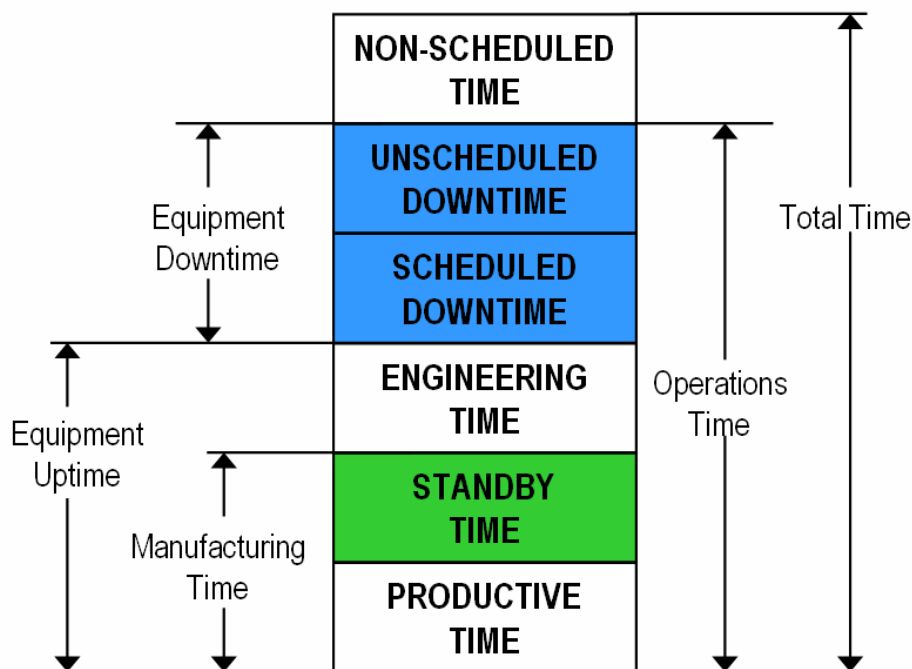 NON-SCHEDULED
TIME
UNSCHEDULED
DOWNTIME
Equipment
Downtime
Total Time
SCHEDULED
DOWNTIME
ENGINEERING
TIME
Operations
Time
Equipment
Uptime
STANDBY
TIME
Manufacturing
Time
PRODUCTIVE
TIME